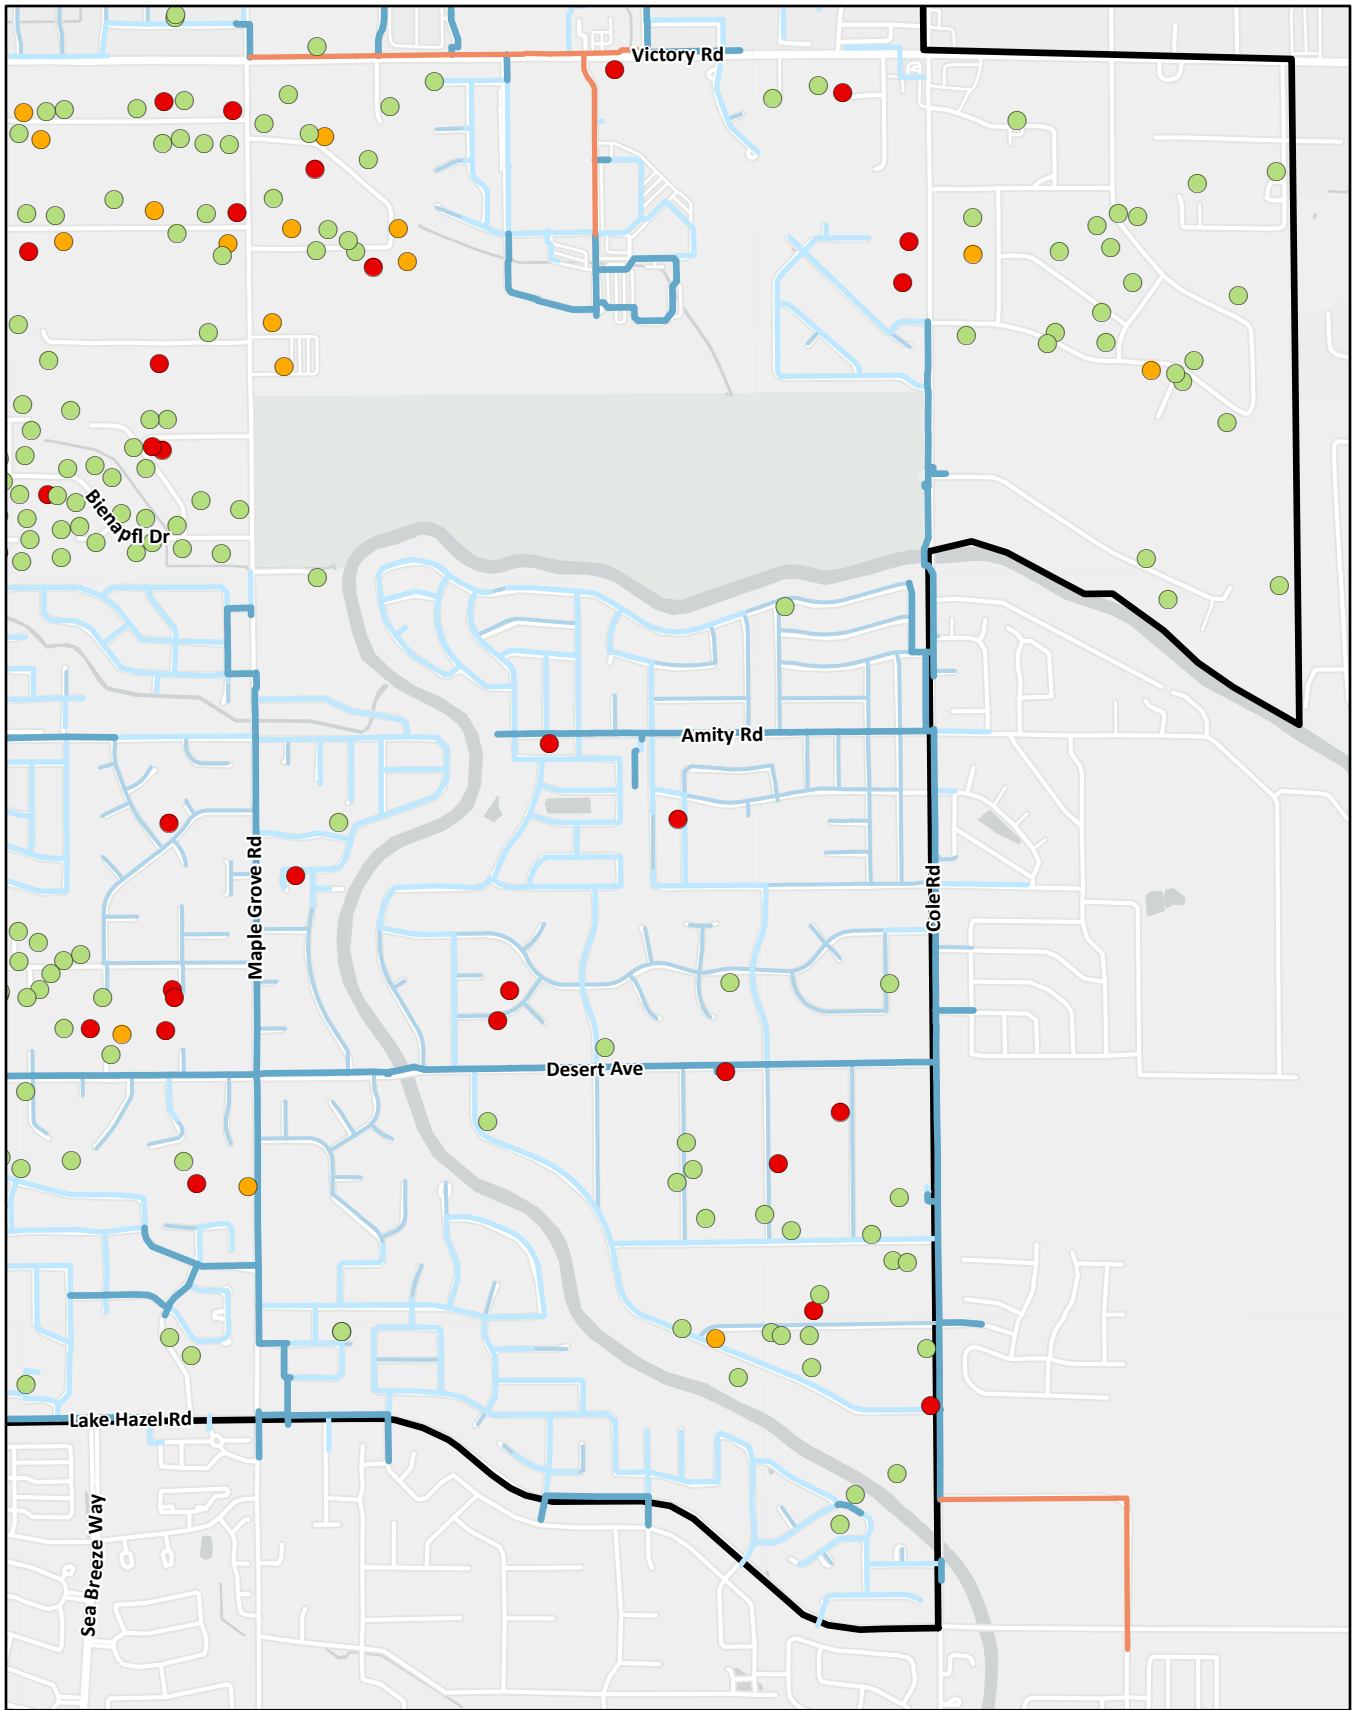 Victory Rd
Bienapfl Dr
Amity Rd
Maple Grove Rd
Cole Rd
Desert Ave
Lake Hazel Rd
Sea Breeze Way